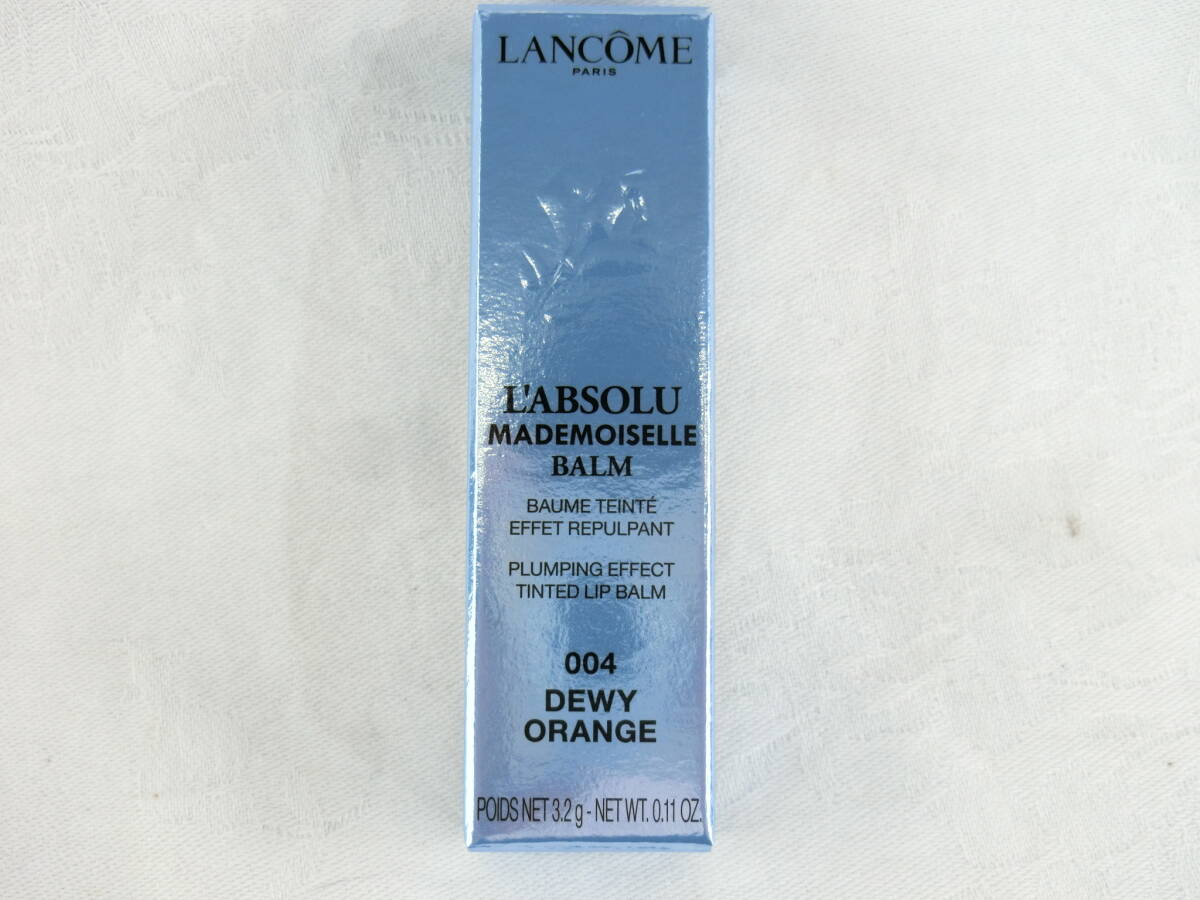 LANCÔME
PARIS
L'ABSOLU
MADEMOISELLE
BALM
BAUME TEINTÉ
EFFET REPULPANT
PLUMPING EFFECT
TINTED LIP BALM
004
DEWY
ORANGE
POIDS NET 3.2 g - NET WT. 0.11 OZ.